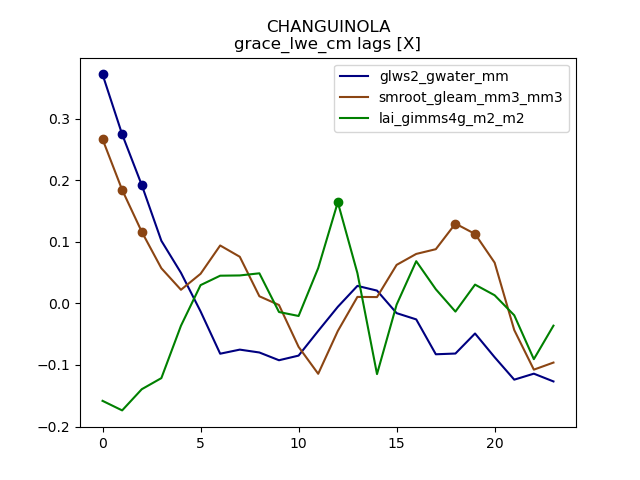 CHANGUINOLA
grace_lwe_cm lags [X]
glws2_gwater_mm
smroot_gleam_mm3_mm3
lai_gimms4g_m2_m2
0.3
0.2
0.1
0.0
−0.1
−0.2
0 5 10 15 20